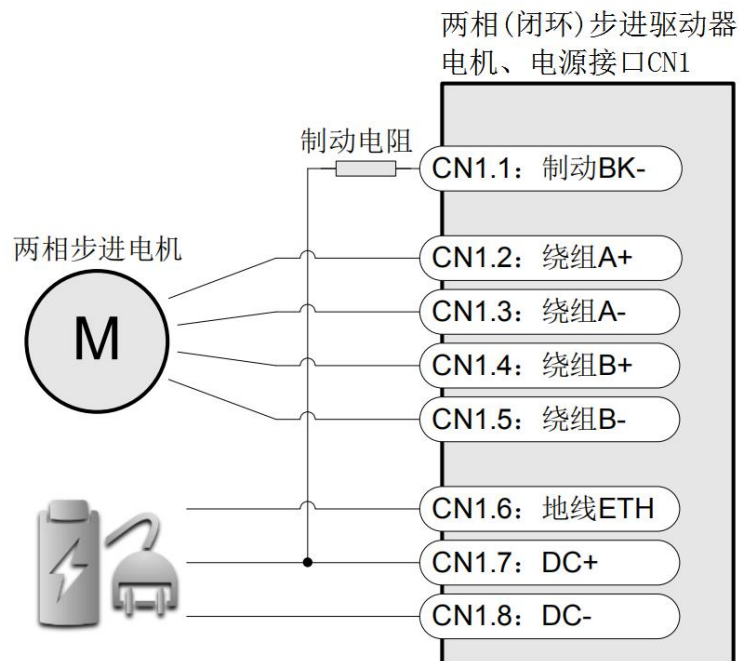 两相(闭环)步进驱动器
电机、电源接口CN1
制动电阻
CN1.1：制动BK-
两相步进电机
CN1.2：绕组A+
M
CN1.3：绕组A-
CN1.4：绕组B+
CN1.5：绕组B-
CN1.6：地线ETH
CN1.7：DC+
CN1.8：DC-